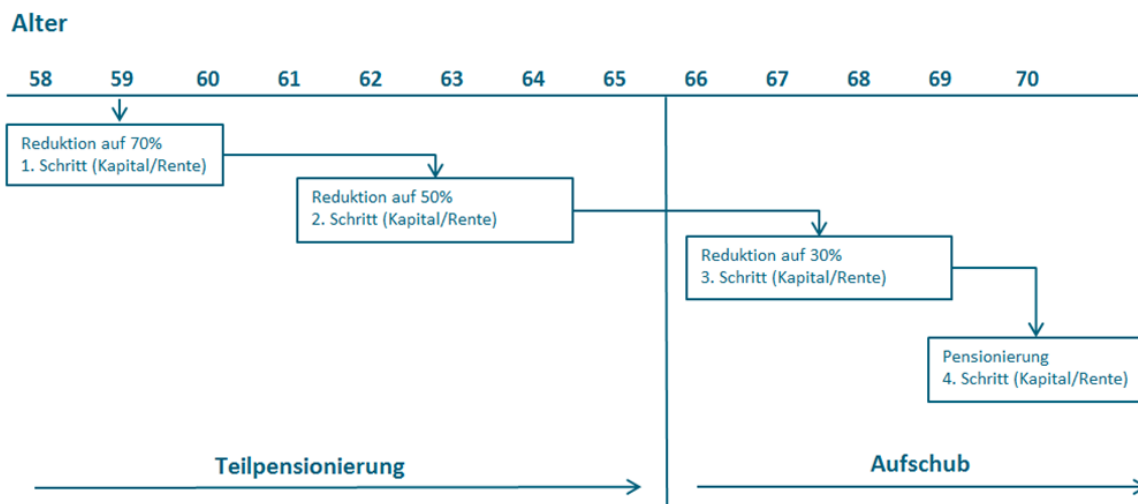 Alter
58 59 60 61 62 63 64 65 66 67 68 69 70
Reduktion auf 70%
1. Schritt (Kapital/Rente)
Reduktion auf 50%
2. Schritt (Kapital/Rente)
Reduktion auf 30%
3. Schritt (Kapital/Rente)
Pensionierung
4. Schritt (Kapital/Rente)
Teilpensionierung
Aufschub